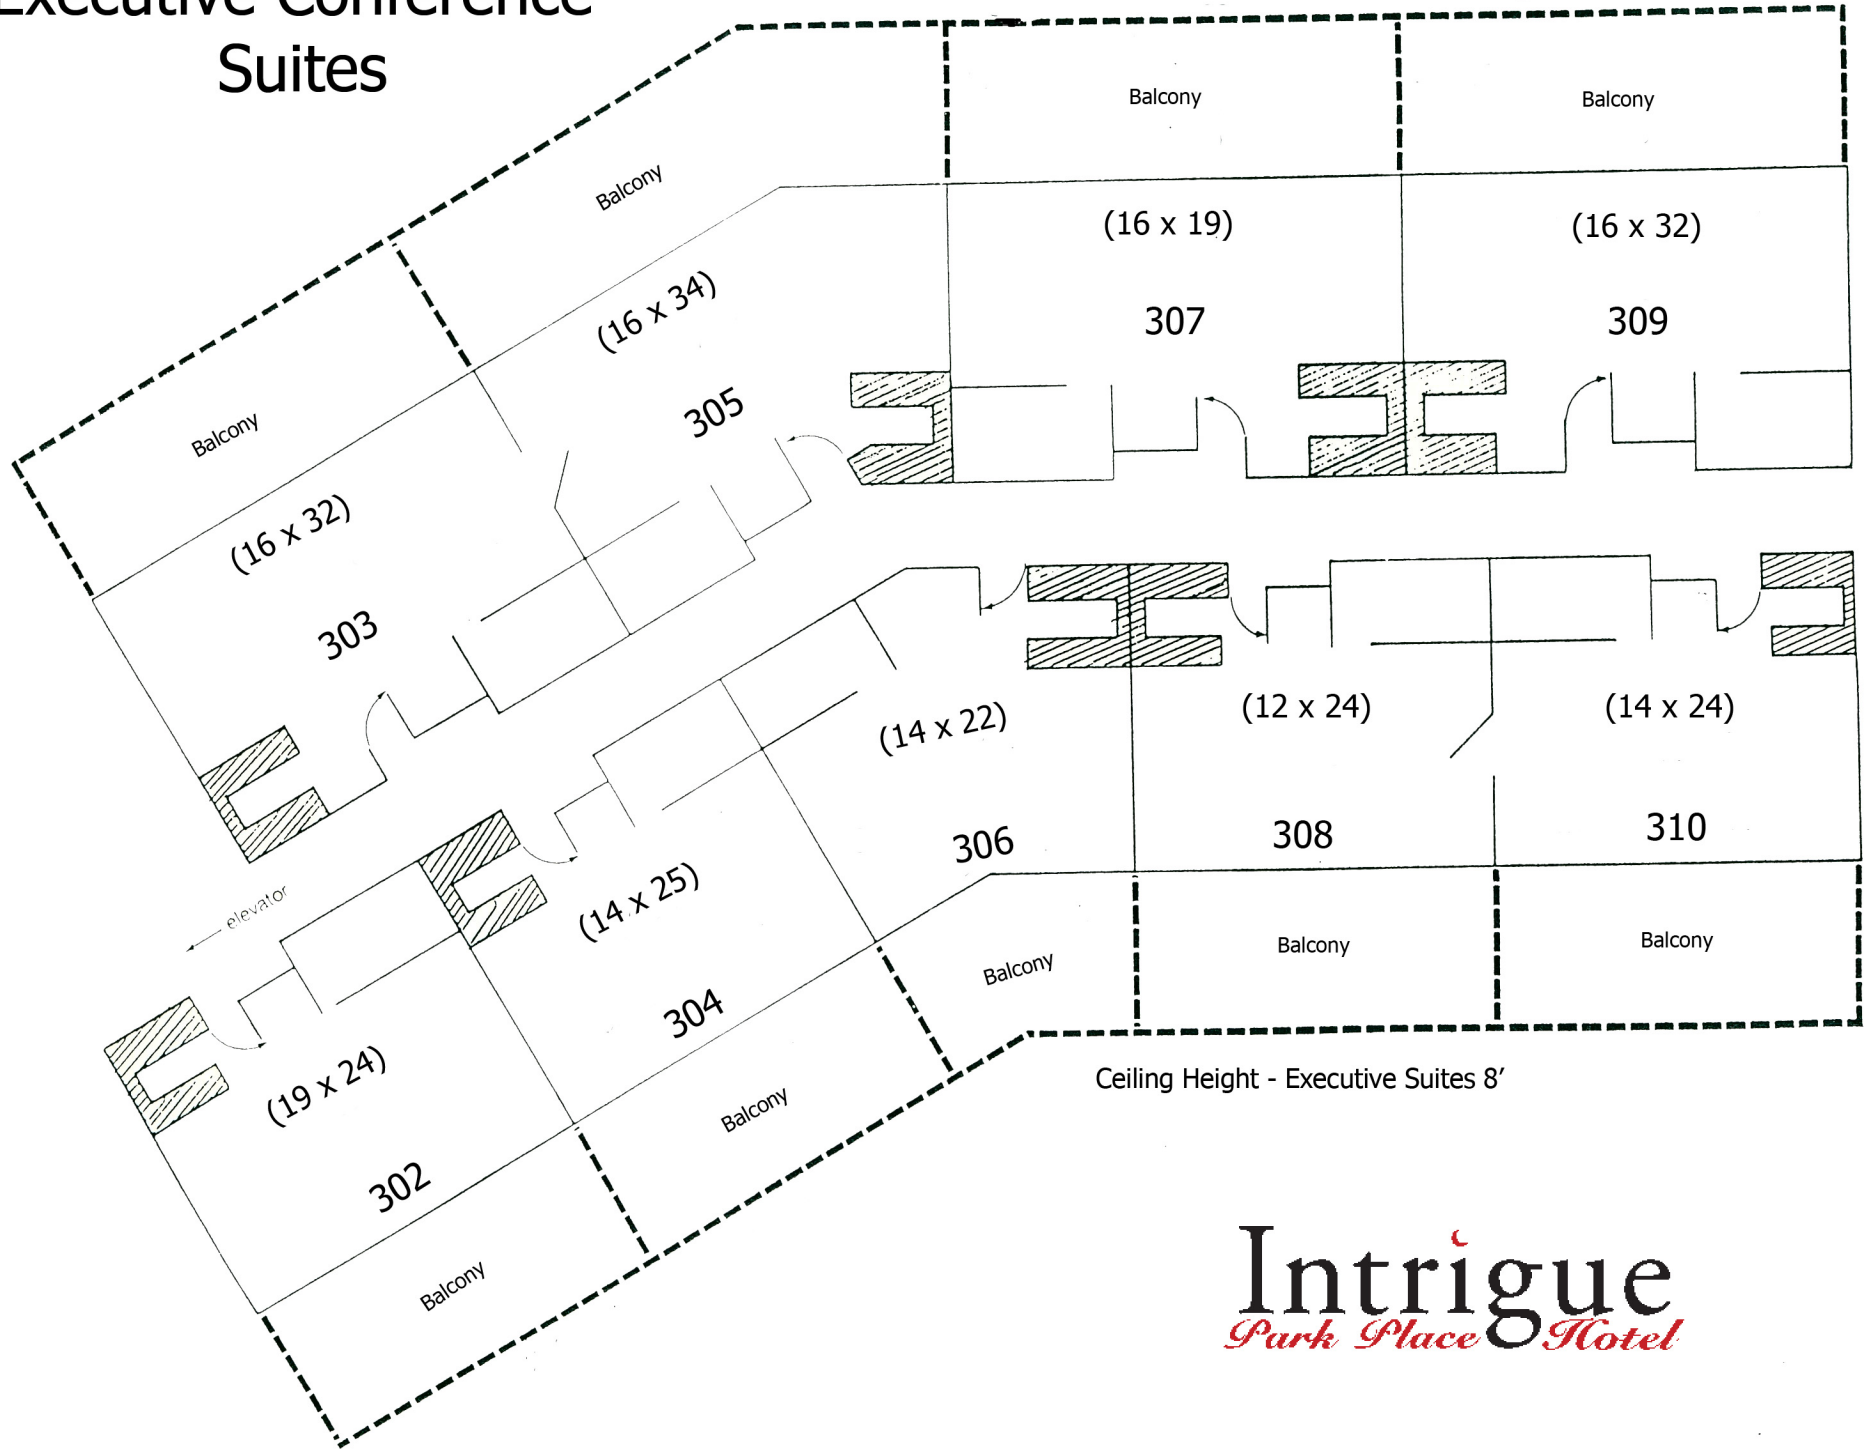 Executive Conference
Suites
Balcony
Balcony
Balcony
Balcony
(16 x 19)
(16 x 32)
(16 x 34)
(16 x 32)
307
309
305
303
elevator
(14 x 22)
(12 x 24)
(14 x 24)
(14 x 25)
(19 x 24)
306
308
310
304
302
Balcony
Balcony
Balcony
Balcony
Balcony
Ceiling Height - Executive Suites 8’
Intrigue
Park Place Hotel